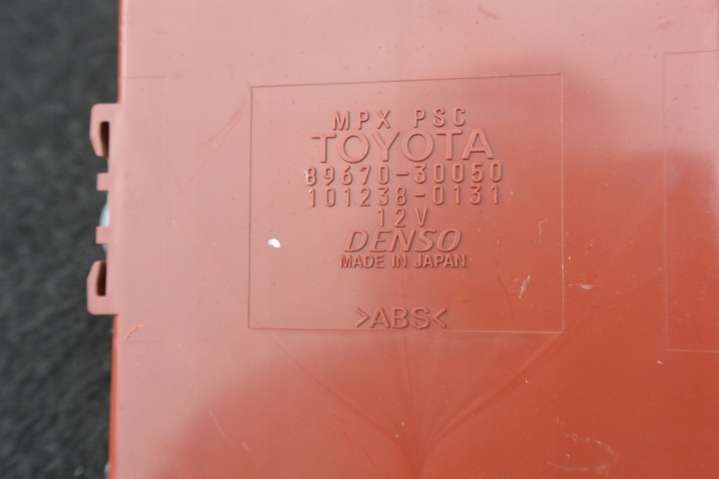 MPX PSC
TOYOTA
89670-30050
101238-0131
12V
DENSO
MADE IN JAPAN
>ABS<